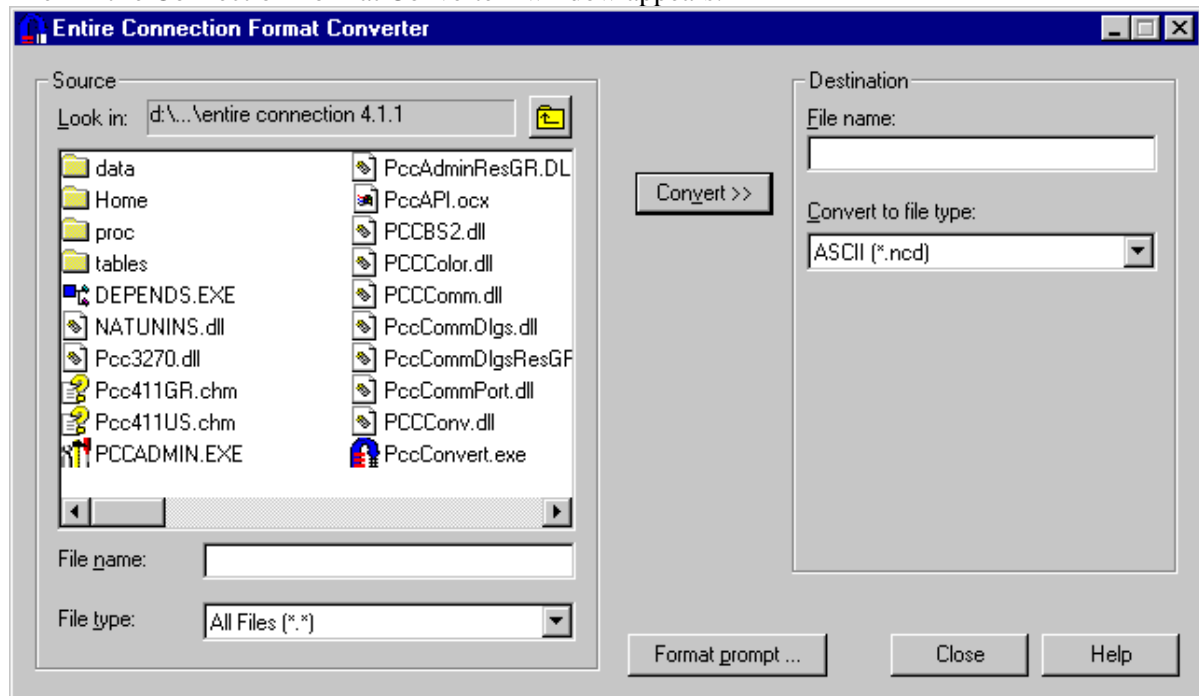 Entire Connection Format Converter
Source
Look in: d:\...\entire connection 4.1.1
data
Home
proc
tables
DEPENDS.EXE
NATUNINS.dll
Pcc3270.dll
Pcc411GR.chm
Pcc411US.chm
PCCADMIN.EXE
PccAdminResGR.DL
PccAPI.ocx
PCCBS2.dll
PCCColor.dll
PCCComm.dll
PccCommDlgs.dll
PccCommDlgsResGF
PccCommPort.dll
PCCConv.dll
PccConvert.exe
File name:
File type: All Files (*.*)
Convert >>
Destination
File name:
Convert to file type:
ASCII (*.ncd)
Format prompt ...
Close
Help